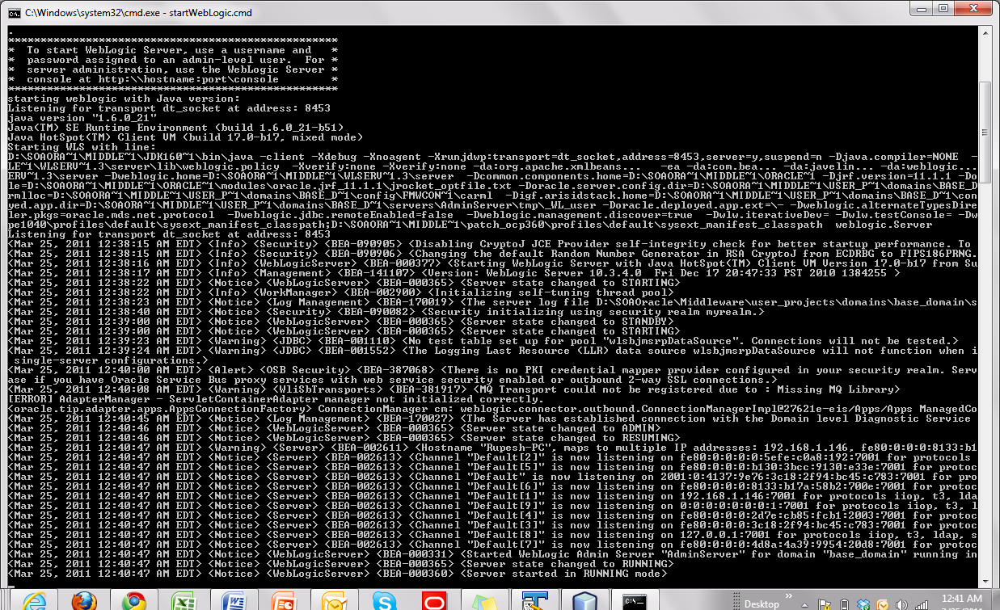 C:\Windows\system32\cmd.exe - startWebLogic.cmd
.
***************************************************
*  To start WebLogic Server, use a username and   *
*  password assigned to an admin-level user.  For *
*  server administration, use the WebLogic Server *
*  console at http:\\hostname:port\console        *
***************************************************
starting weblogic with Java version:
Listening for transport dt_socket at address: 8453
java version "1.6.0_21"
Java(TM) SE Runtime Environment (build 1.6.0_21-b51)
Java HotSpot(TM) Client VM (build 17.0-b17, mixed mode)
Starting WLS with line:
D:\SOAORA~1\MIDDLE~1\JDK160~1\bin\java -client -Xdebug -Xnoagent -Xrunjdwp:transport=dt_socket,address=8453,server=y,suspend=n -Djava.compiler=NONE  -
LE~1\WLSERV~1.3\server\lib\weblogic.policy  -Xverify:none -Xverify:none -da:org.apache.xmlbeans...  -ea -da:com.bea... -da:javelin... -da:weblogic...
ERV~1.3\server -Dweblogic.home=D:\SOAORA~1\MIDDLE~1\WLSERV~1.3\server  -Dcommon.components.home=D:\SOAORA~1\MIDDLE~1\ORACLE~1 -Djrf.version=11.1.1 -Do
le=D:\SOAORA~1\MIDDLE~1\ORACLE~1\modules\oracle.jrf_11.1.1\jrocket_optfile.txt -Doracle.server.config.dir=D:\SOAORA~1\MIDDLE~1\USER_P~1\domains\BASE_D
rmlloc=D:\SOAORA~1\MIDDLE~1\USER_P~1\domains\BASE_D~1\config\FMWCON~1\carml  -Digf.arisidstack.home=D:\SOAORA~1\MIDDLE~1\USER_P~1\domains\BASE_D~1\con
yed.app.dir=D:\SOAORA~1\MIDDLE~1\USER_P~1\domains\BASE_D~1\servers\AdminServer\tmp\_WL_user -Doracle.deployed.app.ext=\- -Dweblogic.alternateTypesDire
ler.pkgs=oracle.mds.net.protocol  -Dweblogic.jdbc.remoteEnabled=false  -Dweblogic.management.discover=true  -Dwlw.iterativeDev= -Dwlw.testConsole= -Dw
pe1040\profiles\default\sysext_manifest_classpath;D:\SOAORA~1\MIDDLE~1\patch_ocp360\profiles\default\sysext_manifest_classpath  weblogic.Server
Listening for transport dt_socket at address: 8453
<Mar 25, 2011 12:38:15 AM EDT> <Info> <Security> <BEA-090905> <Disabling CryptoJ JCE Provider self-integrity check for better startup performance. To
<Mar 25, 2011 12:38:15 AM EDT> <Info> <Security> <BEA-090906> <Changing the default Random Number Generator in RSA CryptoJ from ECDRBG to FIPS186PRNG.
<Mar 25, 2011 12:38:16 AM EDT> <Info> <WebLogicServer> <BEA-000377> <Starting WebLogic Server with Java HotSpot(TM) Client VM Version 17.0-b17 from Su
<Mar 25, 2011 12:38:17 AM EDT> <Info> <Management> <BEA-141107> <Version: WebLogic Server 10.3.4.0  Fri Dec 17 20:47:33 PST 2010 1384255 >
<Mar 25, 2011 12:38:22 AM EDT> <Notice> <WebLogicServer> <BEA-000365> <Server state changed to STARTING>
<Mar 25, 2011 12:38:22 AM EDT> <Info> <WorkManager> <BEA-002900> <Initializing self-tuning thread pool>
<Mar 25, 2011 12:38:23 AM EDT> <Notice> <Log Management> <BEA-170019> <The server log file D:\SOAOracle\Middleware\user_projects\domains\base_domain\s
<Mar 25, 2011 12:38:40 AM EDT> <Notice> <Security> <BEA-090082> <Security initializing using security realm myrealm.>
<Mar 25, 2011 12:39:00 AM EDT> <Notice> <WebLogicServer> <BEA-000365> <Server state changed to STANDBY>
<Mar 25, 2011 12:39:00 AM EDT> <Notice> <WebLogicServer> <BEA-000365> <Server state changed to STARTING>
<Mar 25, 2011 12:39:23 AM EDT> <Warning> <JDBC> <BEA-001110> <No test table set up for pool "wlsbjmsrpDataSource". Connections will not be tested.>
<Mar 25, 2011 12:39:24 AM EDT> <Warning> <JDBC> <BEA-001552> <The Logging Last Resource (LLR) data source wlsbjmsrpDataSource will not function when i
 single-server configurations.>
<Mar 25, 2011 12:40:00 AM EDT> <Alert> <OSB Security> <BEA-387068> <There is no PKI credential mapper provider configured in your security realm. Serv
ase if you have Oracle Service Bus proxy services with web service security enabled or outbound 2-way SSL connections.>
<Mar 25, 2011 12:40:08 AM EDT> <Warning> <WliSbTransports> <BEA-381917> <MQ Transport could not be registered due to : Missing MQ Library>
[ERROR] AdapterManager - ServletContainerAdapter manager not initialized correctly.
<oracle.tip.adapter.apps.AppsConnectionFactory> ConnectionManager cm: weblogic.connector.outbound.ConnectionManagerImpl@27621e-eis/Apps/Apps ManagedCo
<Mar 25, 2011 12:40:45 AM EDT> <Notice> <Log Management> <BEA-170027> <The Server has established connection with the Domain level Diagnostic Service
<Mar 25, 2011 12:40:46 AM EDT> <Notice> <WebLogicServer> <BEA-000365> <Server state changed to ADMIN>
<Mar 25, 2011 12:40:46 AM EDT> <Notice> <WebLogicServer> <BEA-000365> <Server state changed to RESUMING>
<Mar 25, 2011 12:40:47 AM EDT> <Warning> <Server> <BEA-002611> <Hostname "Rupesh-PC", maps to multiple IP addresses: 192.168.1.146, fe80:0:0:0:8133:b1
<Mar 25, 2011 12:40:47 AM EDT> <Notice> <Server> <BEA-002613> <Channel "Default[2]" is now listening on fe80:0:0:0:0:5efe:c0a8:192:7001 for protocols
<Mar 25, 2011 12:40:47 AM EDT> <Notice> <Server> <BEA-002613> <Channel "Default[5]" is now listening on fe80:0:0:0:b130:3bcc:9130:e33e:7001 for protoc
<Mar 25, 2011 12:40:47 AM EDT> <Notice> <Server> <BEA-002613> <Channel "Default" is now listening on 2001:0:4137:9e76:3c18:2f94:bc45:c783:7001 for pro
<Mar 25, 2011 12:40:47 AM EDT> <Notice> <Server> <BEA-002613> <Channel "Default[6]" is now listening on fe80:0:0:0:8133:b17a:58b2:700e:7001 for protoc
<Mar 25, 2011 12:40:47 AM EDT> <Notice> <Server> <BEA-002613> <Channel "Default[1]" is now listening on 192.168.1.146:7001 for protocols iiop, t3, lda
<Mar 25, 2011 12:40:47 AM EDT> <Notice> <Server> <BEA-002613> <Channel "Default[9]" is now listening on 0:0:0:0:0:0:0:1:7001 for protocols iiop, t3, l
<Mar 25, 2011 12:40:47 AM EDT> <Notice> <Server> <BEA-002613> <Channel "Default[4]" is now listening on fe80:0:0:0:2d7e:cb85:fcb1:2003:7001 for protoc
<Mar 25, 2011 12:40:47 AM EDT> <Notice> <Server> <BEA-002613> <Channel "Default[3]" is now listening on fe80:0:0:0:3c18:2f94:bc45:c783:7001 for protoc
<Mar 25, 2011 12:40:47 AM EDT> <Notice> <Server> <BEA-002613> <Channel "Default[8]" is now listening on 127.0.0.1:7001 for protocols iiop, t3, ldap, s
<Mar 25, 2011 12:40:47 AM EDT> <Notice> <Server> <BEA-002613> <Channel "Default[7]" is now listening on fe80:0:0:0:4d8a:4a39:9954:20d8:7001 for protoc
<Mar 25, 2011 12:40:47 AM EDT> <Notice> <WebLogicServer> <BEA-000331> <Started WebLogic Admin Server "AdminServer" for domain "base_domain" running in
<Mar 25, 2011 12:40:47 AM EDT> <Notice> <WebLogicServer> <BEA-000365> <Server state changed to RUNNING>
<Mar 25, 2011 12:40:47 AM EDT> <Notice> <WebLogicServer> <BEA-000360> <Server started in RUNNING mode>
Desktop
12:41 AM